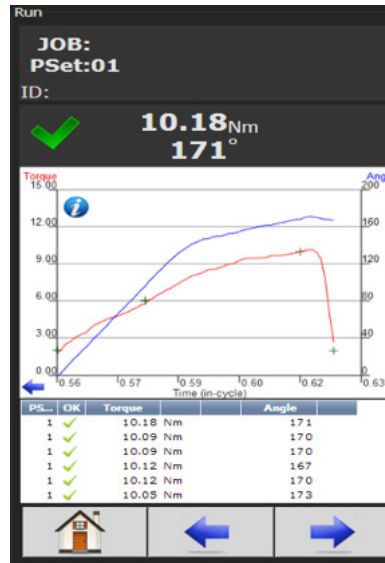 Run
JOB:
PSet:01
ID:
10.18Nm
171°
Torque Ang
15.00 200
12.00 160
9.00 120
6.00 80
3.00 40
0.00 0
0.56 0.57 0.59 0.60 0.62 0.63
Time (in-cycle)
PS... OK Torque Angle
1 10.18 Nm 171
1 10.09 Nm 170
1 10.09 Nm 170
1 10.12 Nm 167
1 10.12 Nm 170
1 10.05 Nm 173